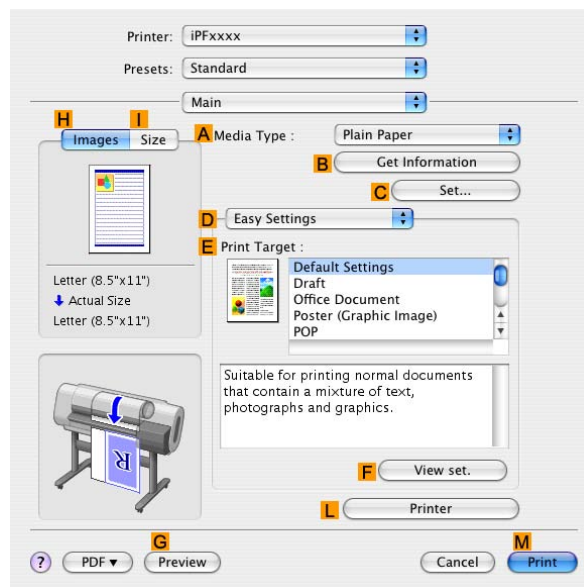 Printer: iPFxxxx
Presets: Standard
Main
H I
Images Size
A Media Type : Plain Paper
B Get Information
C Set...
D Easy Settings
E Print Target :
Default Settings
Draft
Office Document
Poster (Graphic Image)
POP
Letter (8.5"x11")
Actual Size
Letter (8.5"x11")
Suitable for printing normal documents
that contain a mixture of text,
photographs and graphics.
R
F View set.
L Printer
G M
? PDF Preview Cancel Print